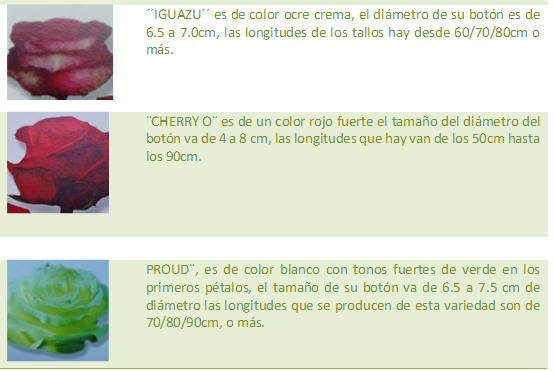 ´´IGUAZU´´ es de color ocre crema, el diámetro de su botón es de
6.5 a 7.0cm, las longitudes de los tallos hay desde 60/70/80cm o
más.
¨CHERRY O¨ es de un color rojo fuerte el tamaño del diámetro del
botón va de 4 a 8 cm, las longitudes que hay van de los 50cm hasta
los 90cm.
PROUD¨, es de color blanco con tonos fuertes de verde en los
primeros pétalos, el tamaño de su botón va de 6.5 a 7.5 cm de
diámetro las longitudes que se producen de esta variedad son de
70/80/90cm, o más.